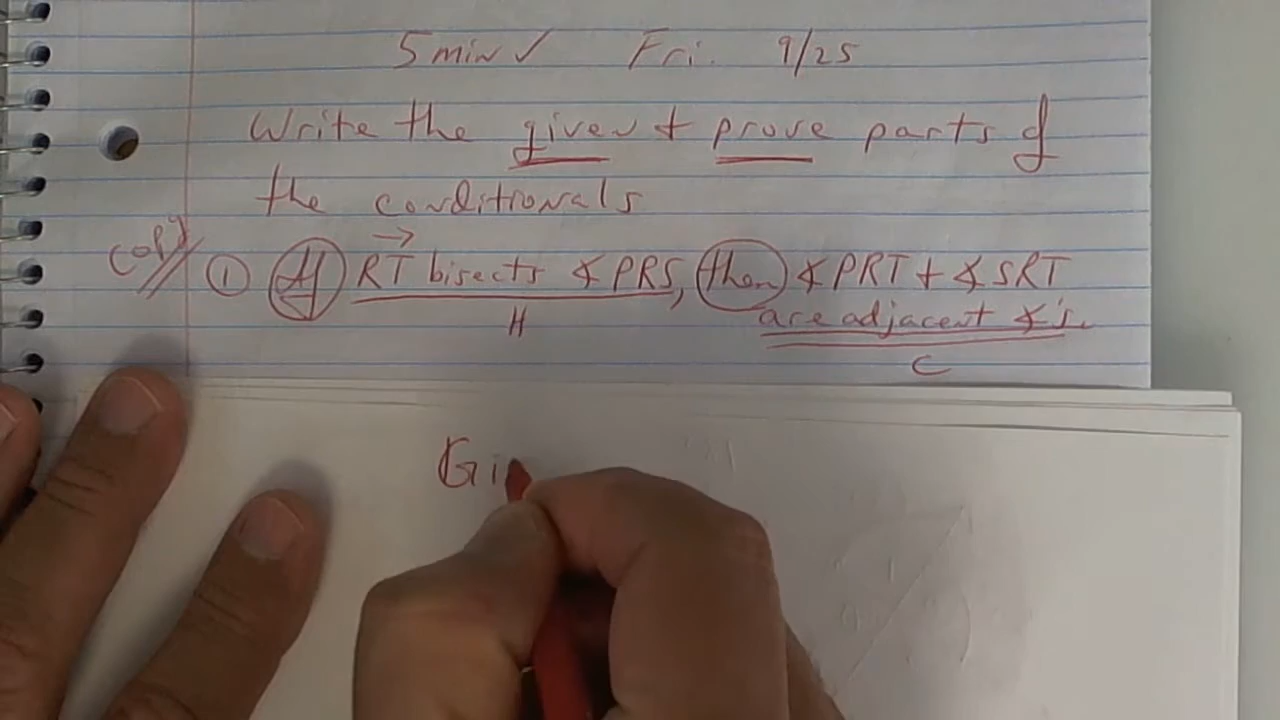 5 min ✓ Fri. 9/25
Write the given + prove parts of
the conditionals
copy // ① If RT bisects ∡PRS, then ∡PRT + ∡SRT
are adjacent ∡'s.
H
C
Gi